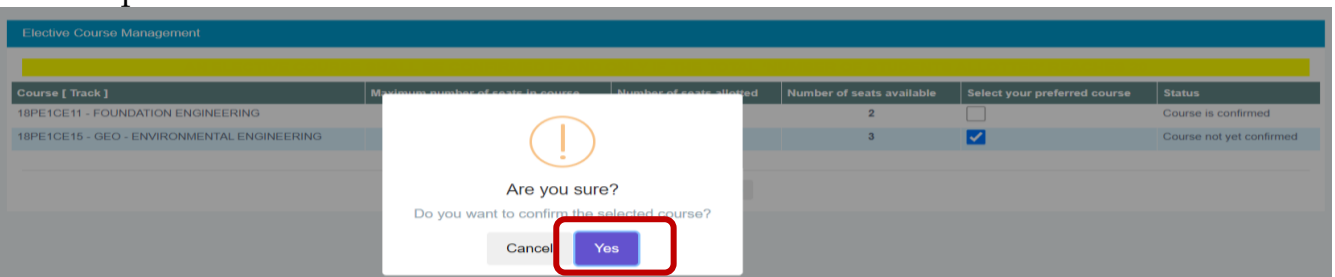 Elective Course Management
Course [ Track ] Maximum number of seats in course Number of seats allotted Number of seats available Select your preferred course Status
18PE1CE11 - FOUNDATION ENGINEERING 2 Course is confirmed
18PE1CE15 - GEO - ENVIRONMENTAL ENGINEERING 3 Course not yet confirmed
Are you sure?
Do you want to confirm the selected course?
Cancel Yes